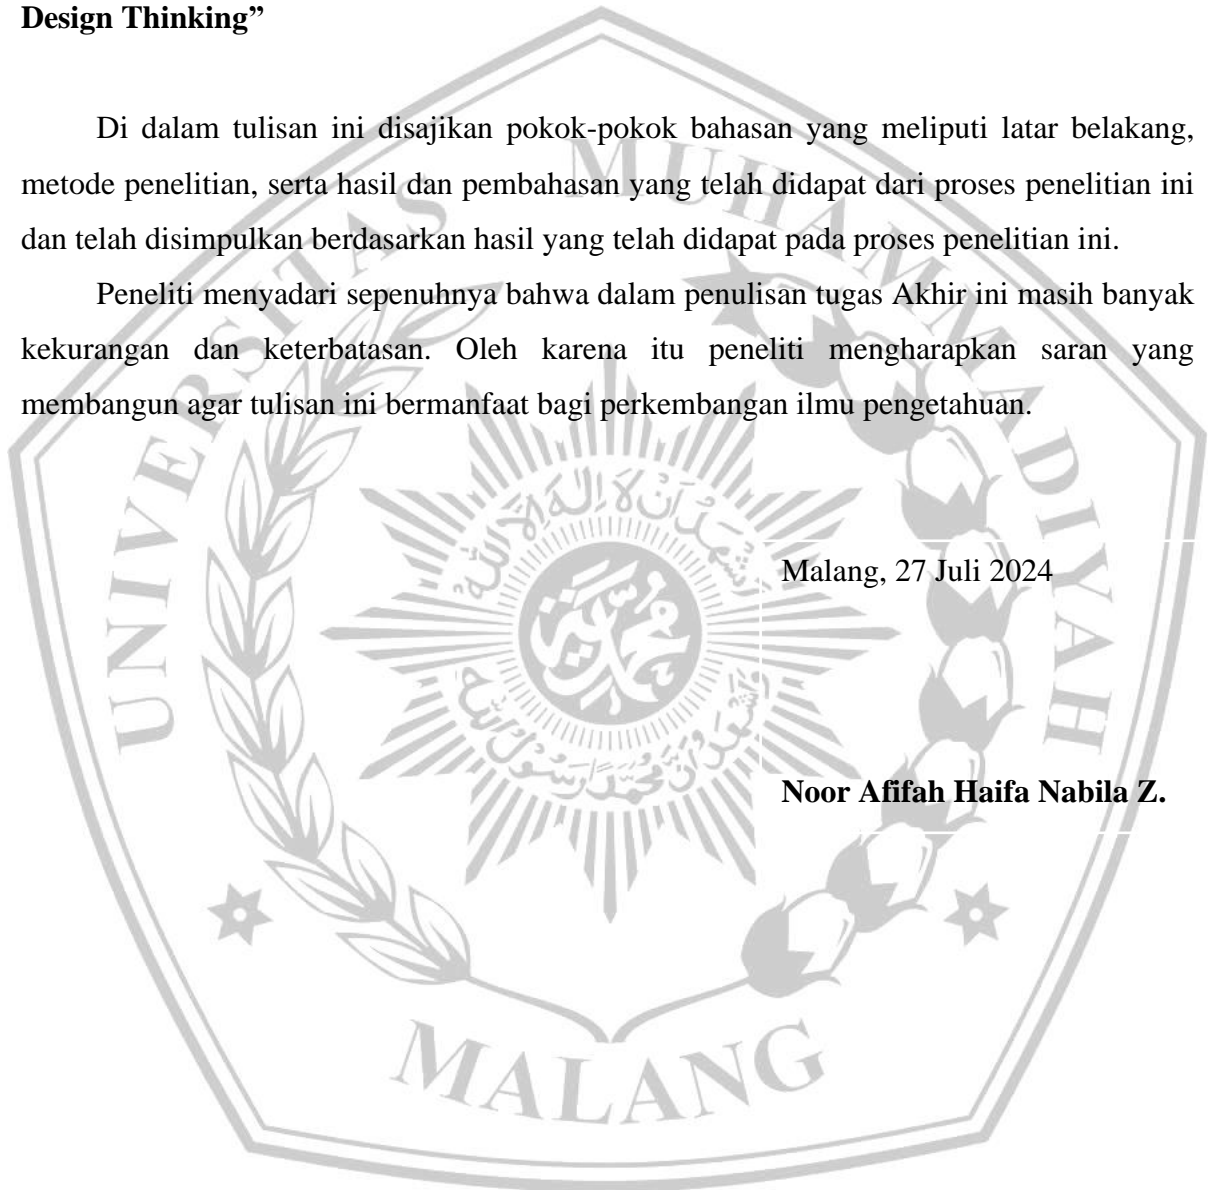 Design Thinking”
Di dalam tulisan ini disajikan pokok-pokok bahasan yang meliputi latar belakang,
metode penelitian, serta hasil dan pembahasan yang telah didapat dari proses penelitian ini
dan telah disimpulkan berdasarkan hasil yang telah didapat pada proses penelitian ini.
Peneliti menyadari sepenuhnya bahwa dalam penulisan tugas Akhir ini masih banyak
kekurangan dan keterbatasan. Oleh karena itu peneliti mengharapkan saran yang
membangun agar tulisan ini bermanfaat bagi perkembangan ilmu pengetahuan.
Malang, 27 Juli 2024
Noor Afifah Haifa Nabila Z.
UNIVERSITAS MUHAMMADIYAH
MALANG